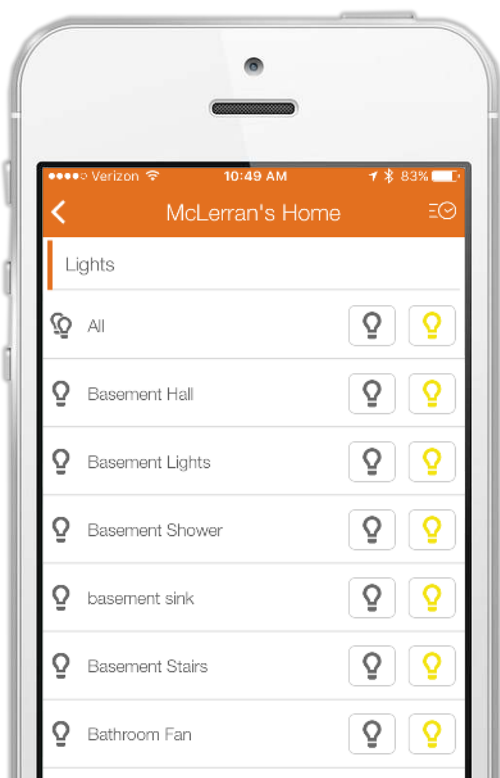 Verizon 10:49 AM 83%
McLerran's Home
Lights
All
Basement Hall
Basement Lights
Basement Shower
basement sink
Basement Stairs
Bathroom Fan